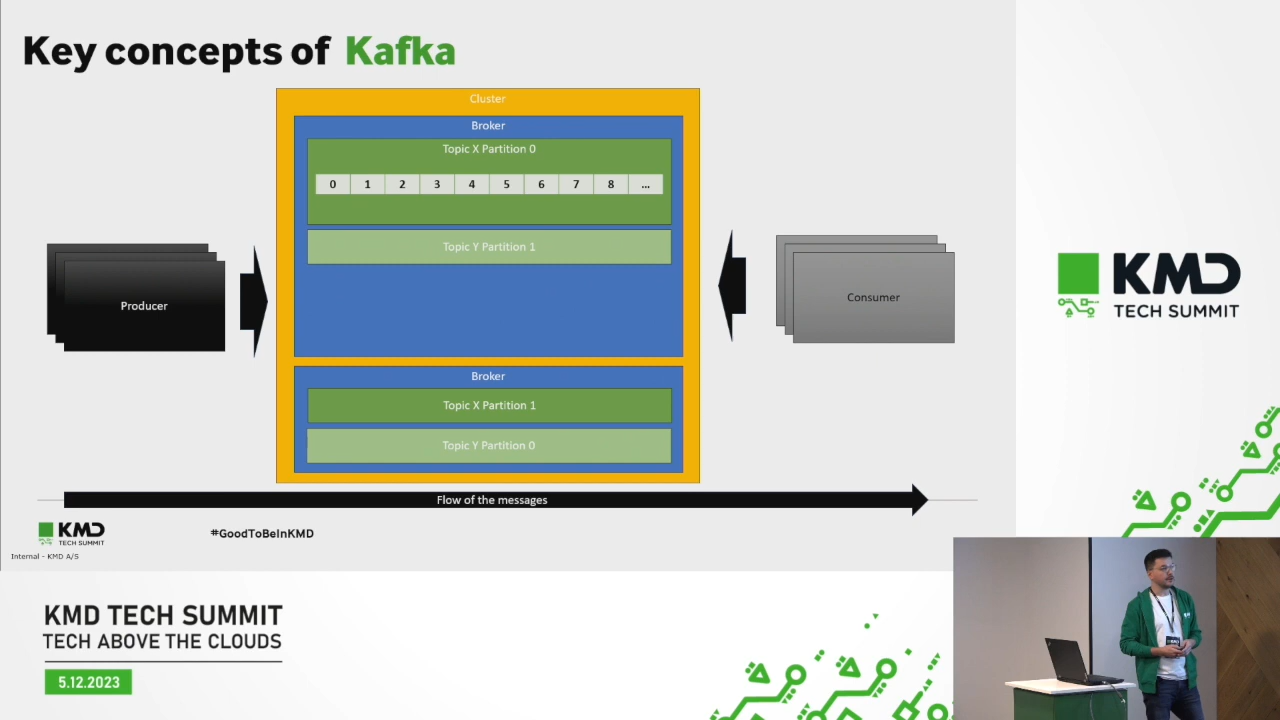 Key concepts of Kafka
Cluster
Broker
Topic X Partition 0
0 1 2 3 4 5 6 7 8 ...
Topic Y Partition 1
Producer
Consumer
Broker
Topic X Partition 1
Topic Y Partition 0
Flow of the messages
KMD
TECH SUMMIT
#GoodToBeInKMD
Internal - KMD A/S
KMD
TECH SUMMIT
KMD TECH SUMMIT
TECH ABOVE THE CLOUDS
5.12.2023